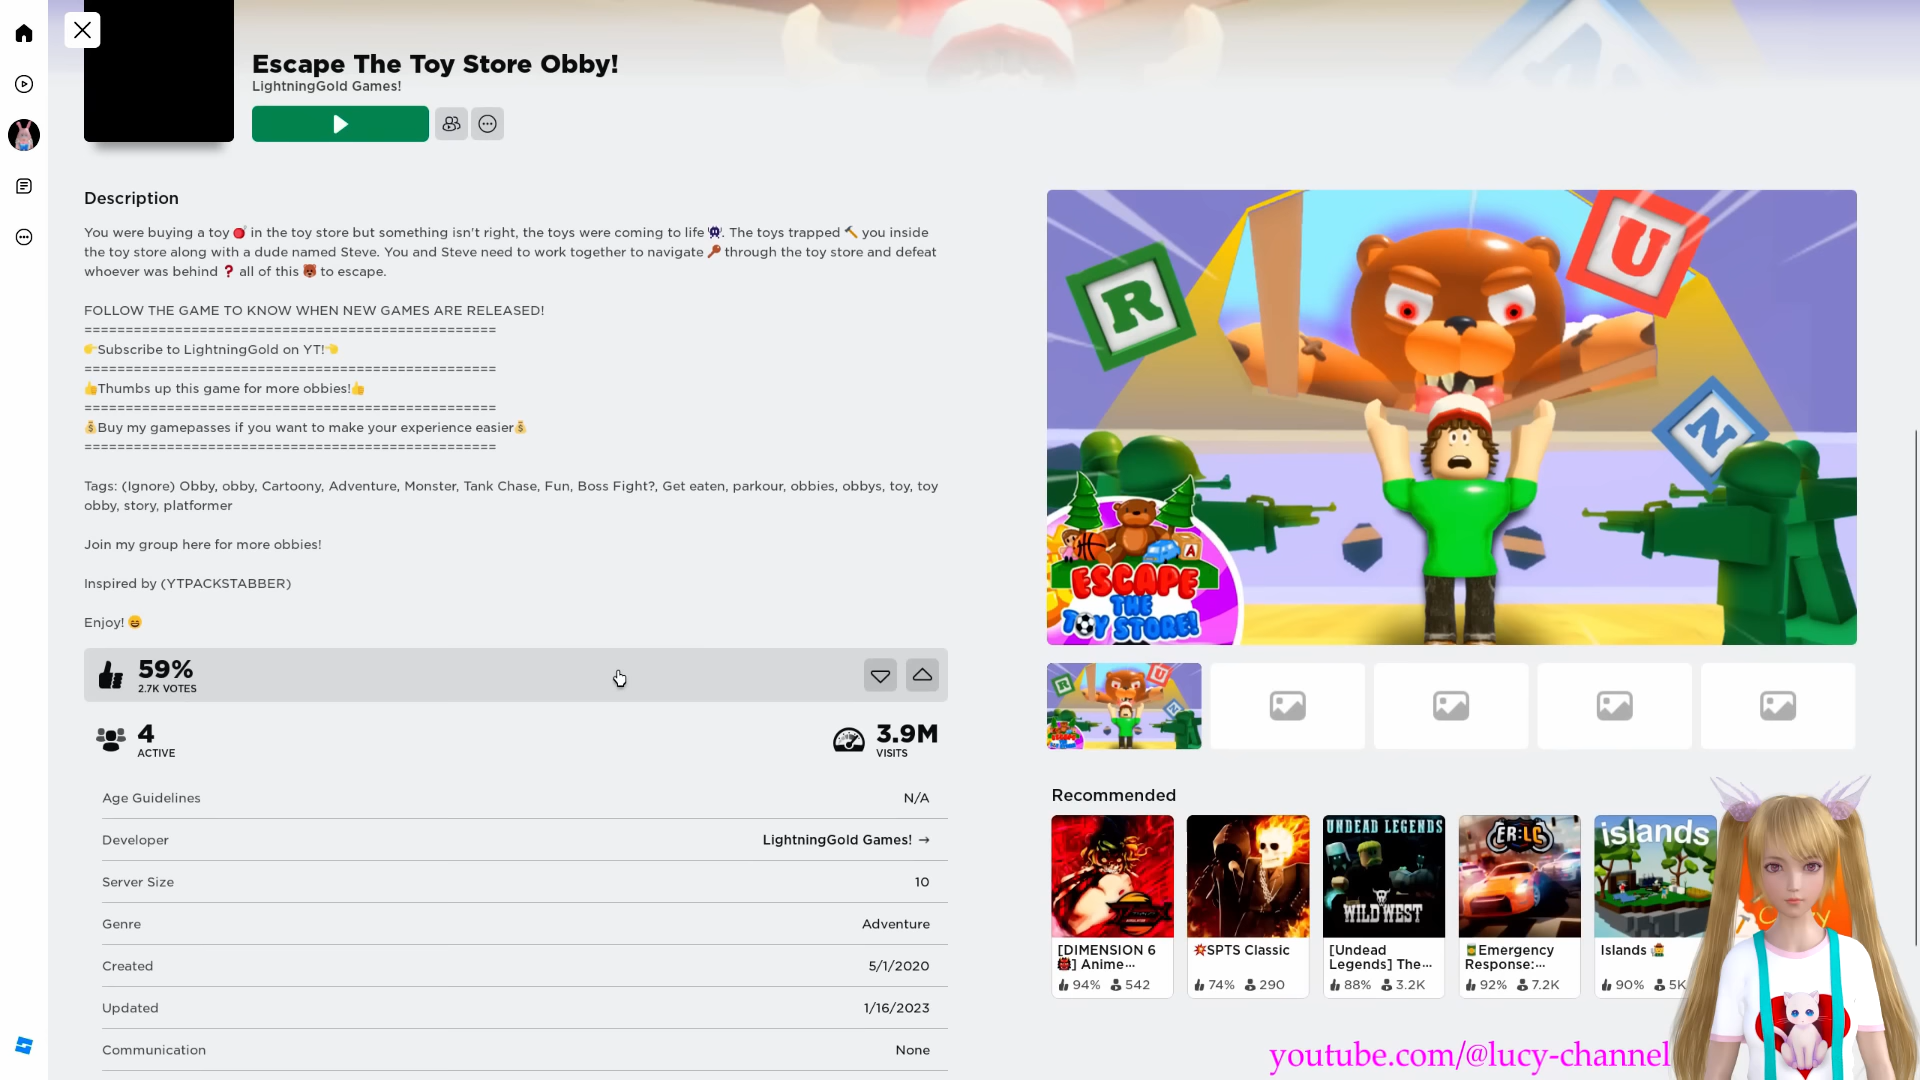 Escape The Toy Store Obby!
LightningGold Games!
Description
You were buying a toy in the toy store but something isn't right, the toys were coming to life. The toys trapped you inside
the toy store along with a dude named Steve. You and Steve need to work together to navigate through the toy store and defeat
whoever was behind ❓ all of this 🐻 to escape.
FOLLOW THE GAME TO KNOW WHEN NEW GAMES ARE RELEASED!
==================================================
👉Subscribe to LightningGold on YT!👈
==================================================
👍Thumbs up this game for more obbies!👍
==================================================
💰Buy my gamepasses if you want to make your experience easier💰
==================================================
Tags: (Ignore) Obby, obby, Cartoony, Adventure, Monster, Tank Chase, Fun, Boss Fight?, Get eaten, parkour, obbies, obbys, toy, toy
obby, story, platformer
Join my group here for more obbies!
Inspired by (YTPACKSTABBER)
Enjoy! 😄
59%
2.7K VOTES
4
ACTIVE
3.9M
VISITS
Age Guidelines N/A
Developer LightningGold Games! →
Server Size 10
Genre Adventure
Created 5/1/2020
Updated 1/16/2023
Communication None
R
U
N
A
ESCAPE
THE
TOY STORE!
Recommended
UNDEAD LEGENDS
WILD WEST
ER:LC
islands
[DIMENSION 6
🐞] Anime...
94% 542
💥SPTS Classic
74% 290
[Undead
Legends] The...
88% 3.2K
Emergency
Response:...
92% 7.2K
Islands
90% 5K
youtube.com/@lucy-channel